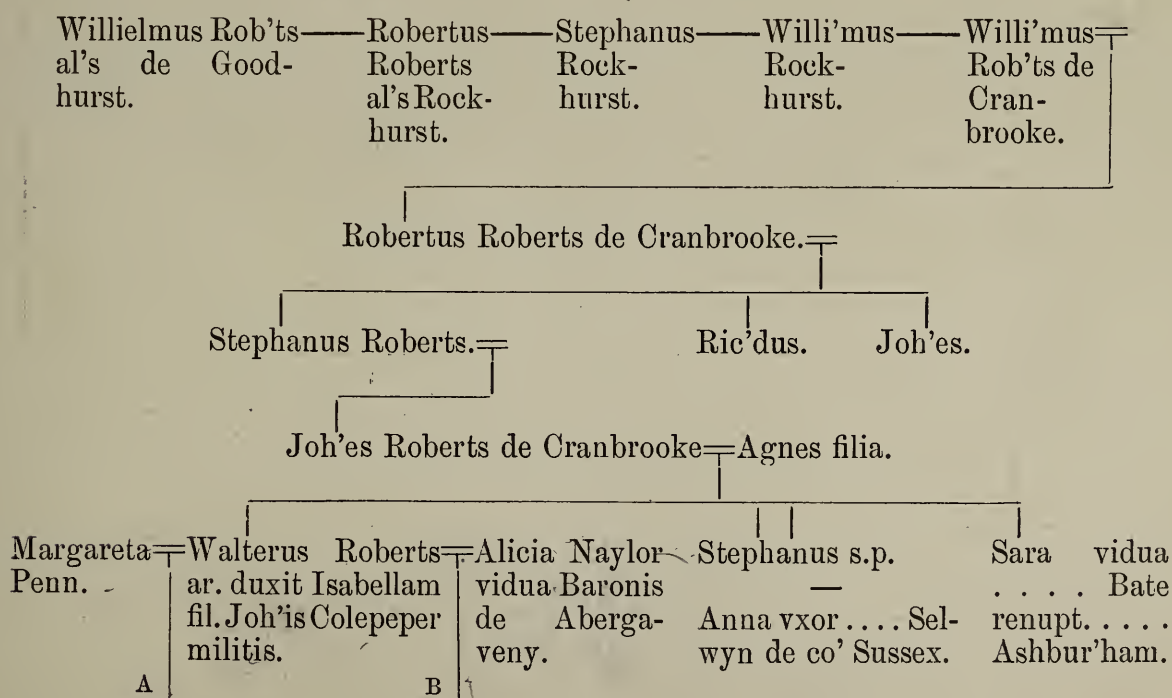 Willielmus Rob'ts
al's de Good-
hurst.
Robertus
Roberts
al's Rock-
hurst.
Stephanus
Rock-
hurst.
Willi'mus
Rock-
hurst.
Willi'mus
Rob'ts de
Cran-
brooke.
Robertus Roberts de Cranbrooke.
Stephanus Roberts.
Ric'dus.
Joh'es.
Joh'es Roberts de Cranbrooke
Agnes filia.
Margareta
Penn.
Walterus Roberts
ar. duxit Isabellam
fil. Joh'is Colepeper
militis.
Alicia Naylor
vidua Baronis
de Aberga-
veny.
Stephanus s.p.
—
Anna vxor .... Sel-
wyn de co' Sussex.
Sara vidua
. . . . Bate
renupt. . . . .
Ashbur'ham.
A
B